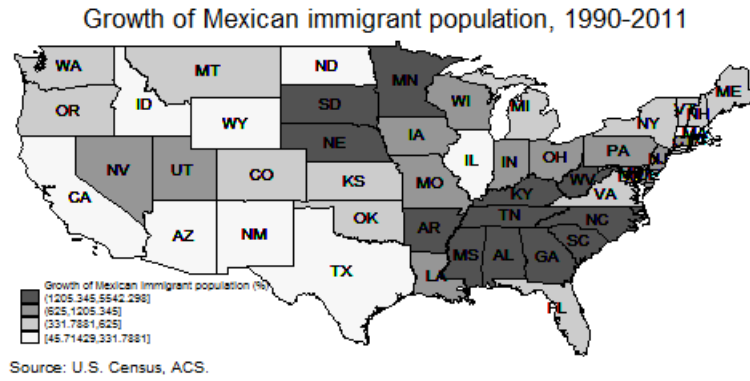 Growth of Mexican immigrant population, 1990-2011
WA
MT
ND
MN
ME
OR
ID
SD
WI
MI
VT
NH
NY
WY
IA
NE
PA
NJ
NV
UT
CO
IL
IN
OH
KS
MO
WV
VA
KY
CA
OK
TN
NC
AZ
NM
AR
SC
MS
AL
GA
TX
LA
FL
Growth of Mexican immigrant population (%)
(1205.345,5542.298]
(625,1205.345]
(331.7881,625]
[45.71429,331.7881]
Source: U.S. Census, ACS.